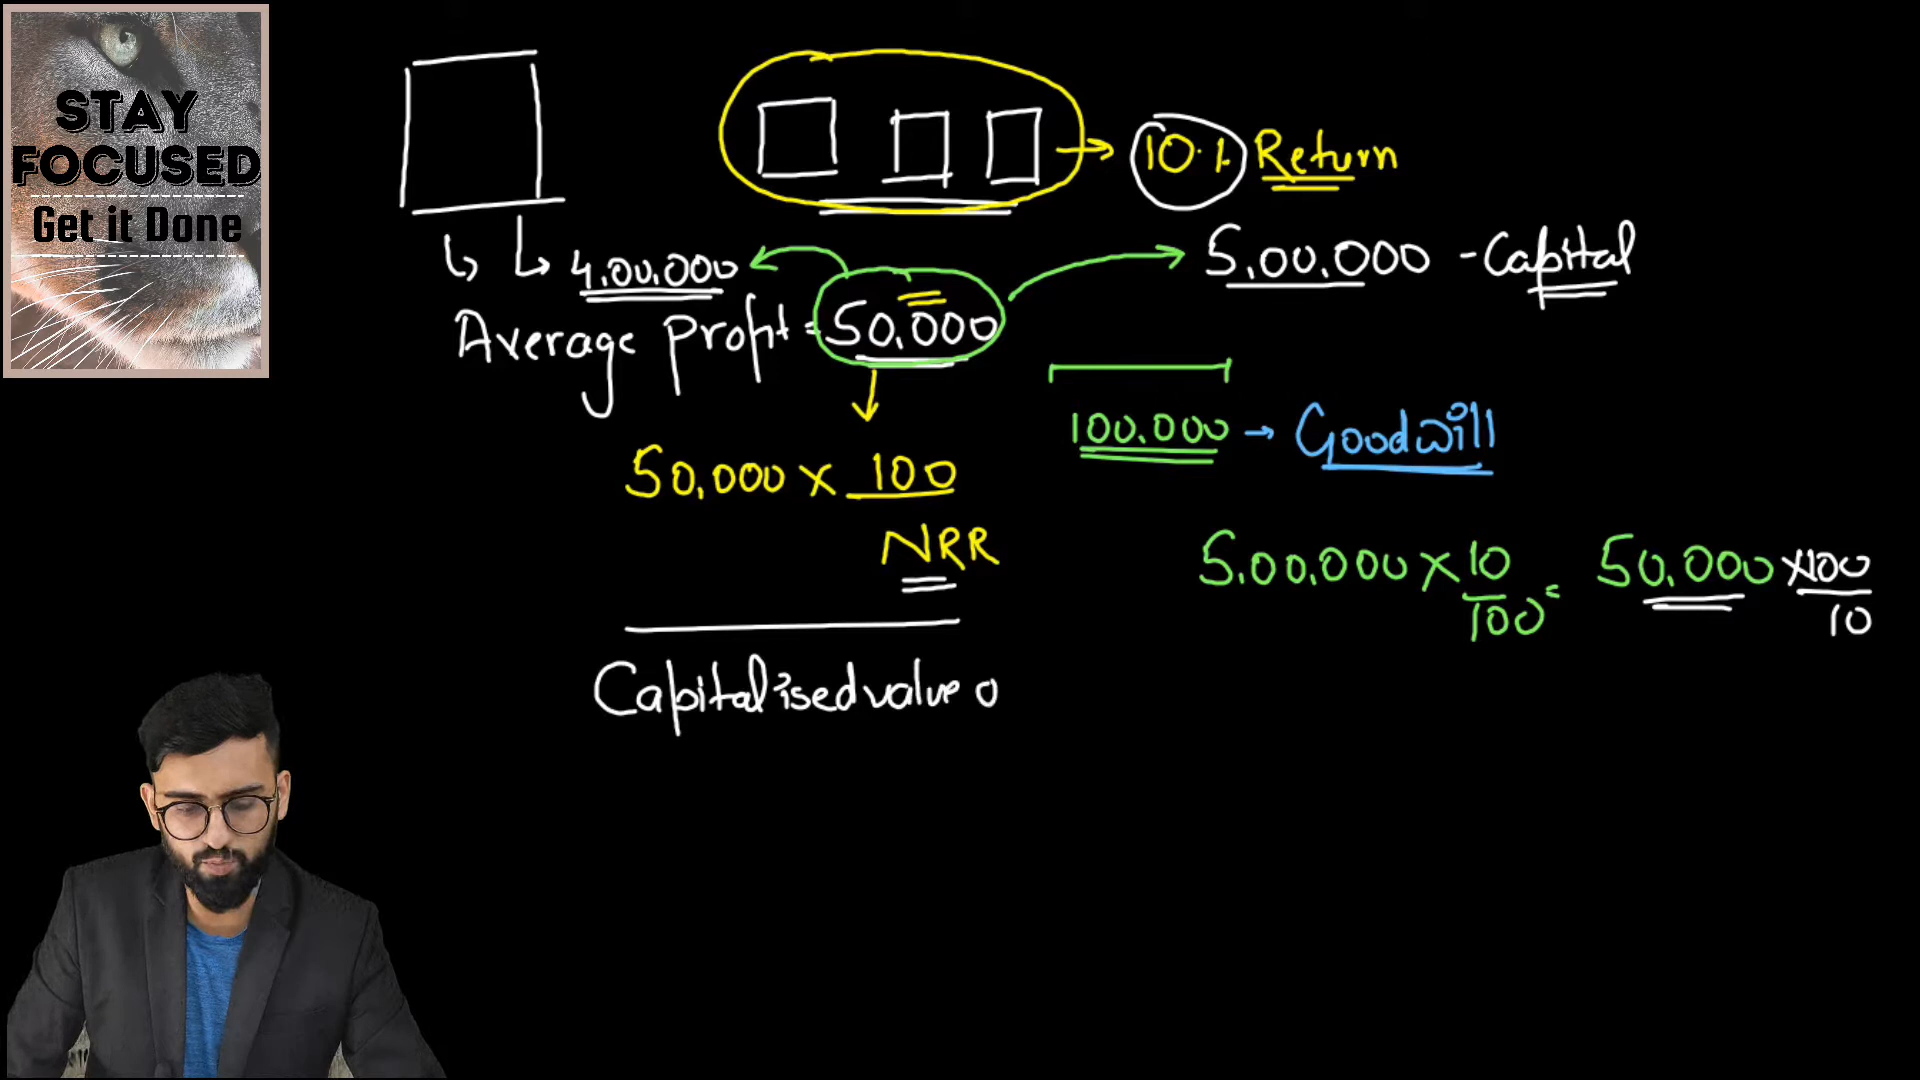 STAY
FOCUSED
Get it Done
10% Return
4,00,000
5,00,000 - Capital
Average Profit = 50,000
100,000 → Goodwill
50,000 × 100
NRR
5,00,000 × 10 = 50,000 × 100
100 10
Capitalised value o